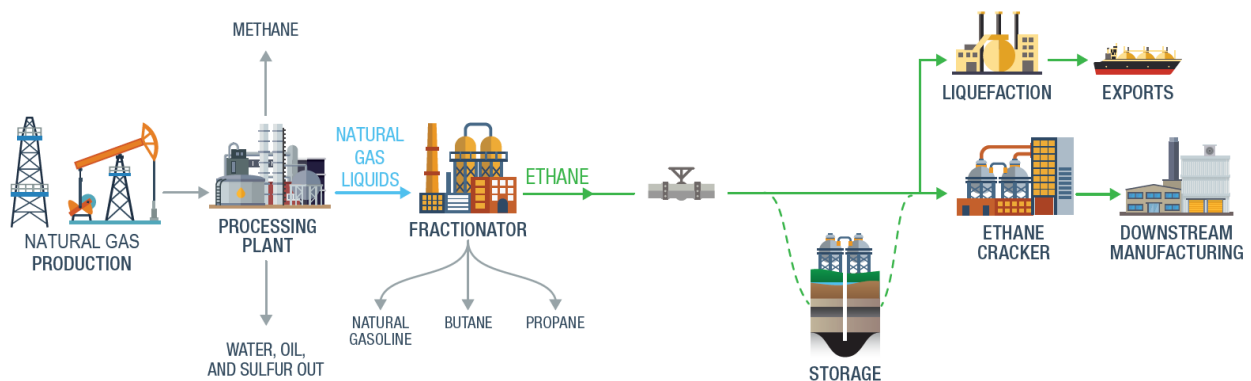 METHANE
NATURAL GAS
PRODUCTION
PROCESSING
PLANT
WATER, OIL,
AND SULFUR OUT
NATURAL
GAS
LIQUIDS
FRACTIONATOR
NATURAL
GASOLINE
BUTANE
PROPANE
ETHANE
STORAGE
LIQUEFACTION
EXPORTS
ETHANE
CRACKER
DOWNSTREAM
MANUFACTURING